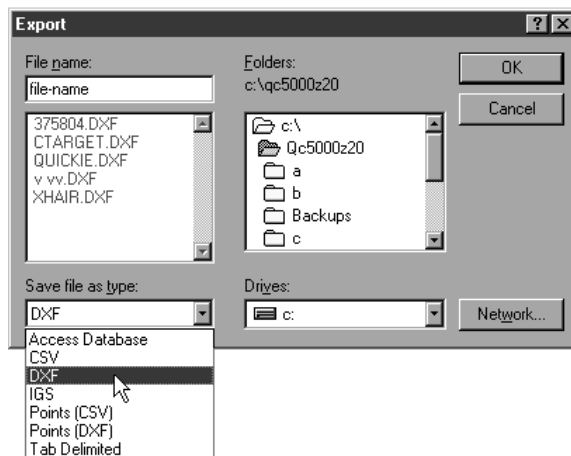 Export
File name:
file-name
375804.DXF
CTARGET.DXF
QUICKIE.DXF
v vv.DXF
XHAIR.DXF
Folders:
c:\qc5000z20
c:\
Qc5000z20
a
b
Backups
c
OK
Cancel
Save file as type:
DXF
Access Database
CSV
DXF
IGS
Points (CSV)
Points (DXF)
Tab Delimited
Drives:
c:
Network...